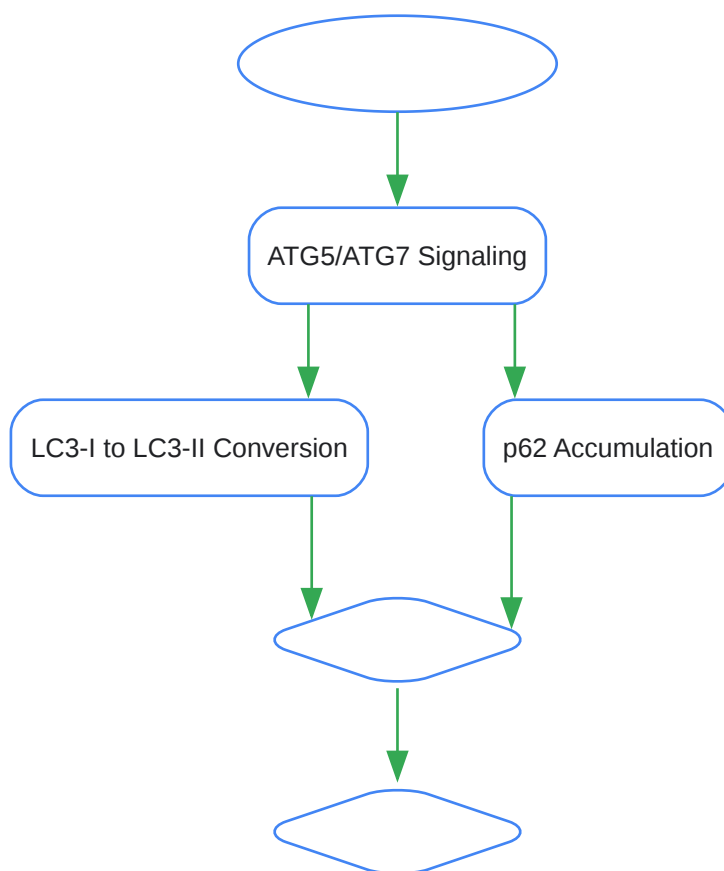 ATG5/ATG7 Signaling
LC3-I to LC3-II Conversion
p62 Accumulation